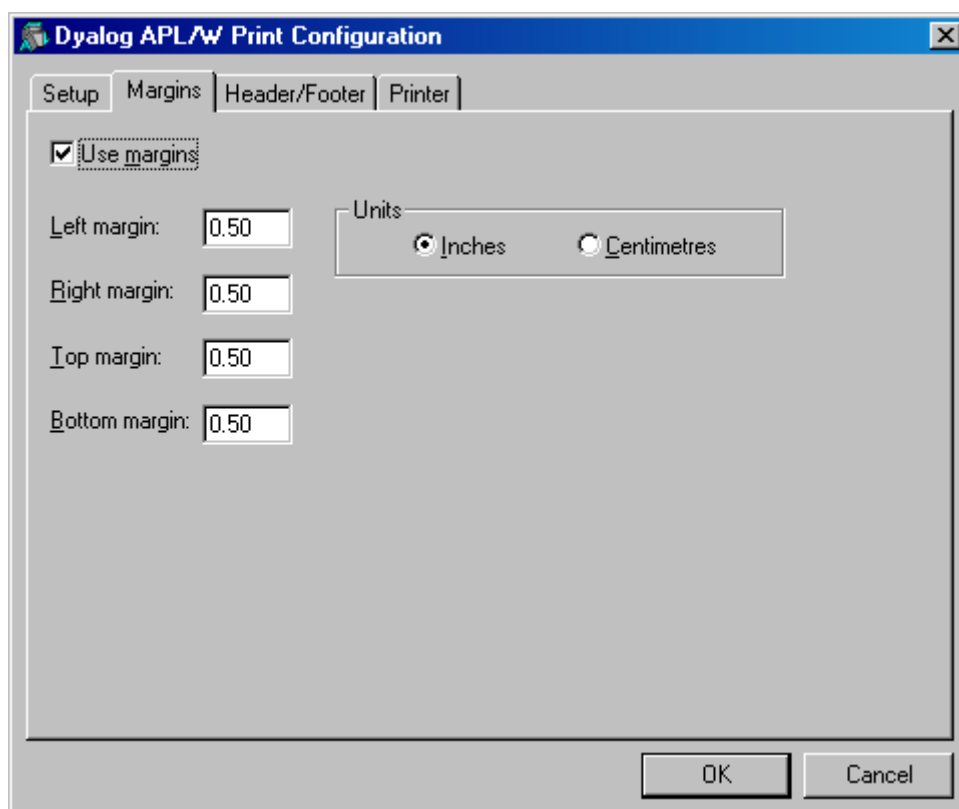 Dyalog APL/W Print Configuration
Setup Margins Header/Footer Printer
Use margins
Left margin: 0.50
Units
Inches Centimetres
Right margin: 0.50
Top margin: 0.50
Bottom margin: 0.50
OK Cancel